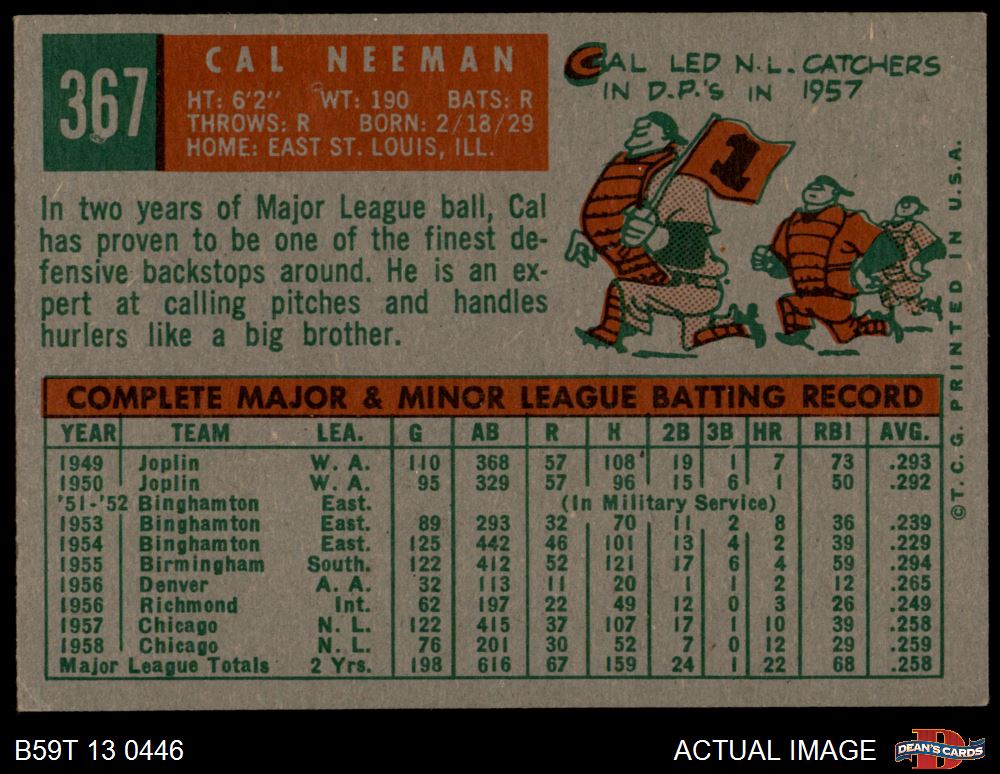 367
CAL NEEMAN
HT: 6'2" WT: 190 BATS: R
THROWS: R BORN: 2/18/29
HOME: EAST ST. LOUIS, ILL.
CAL LED N.L. CATCHERS
IN D.P.'S IN 1957
1
In two years of Major League ball, Cal
has proven to be one of the finest de-
fensive backstops around. He is an ex-
pert at calling pitches and handles
hurlers like a big brother.
COMPLETE MAJOR & MINOR LEAGUE BATTING RECORD
YEAR TEAM LEA. G AB R H 2B 3B HR RBI AVG.
1949 Joplin W. A. 110 368 57 108 19 1 7 73 .293
1950 Joplin W. A. 95 329 57 96 15 6 1 50 .292
'51-'52 Binghamton East. (In Military Service)
1953 Binghamton East. 89 293 32 70 11 2 8 36 .239
1954 Binghamton East. 125 442 46 101 13 4 2 39 .229
1955 Birmingham South. 122 412 52 121 17 6 4 59 .294
1956 Denver A. A. 32 113 11 20 1 1 2 12 .265
1956 Richmond Int. 62 197 22 49 12 0 3 26 .249
1957 Chicago N. L. 122 415 37 107 17 1 10 39 .258
1958 Chicago N. L. 76 201 30 52 7 0 12 29 .259
Major League Totals 2 Yrs. 198 616 67 159 24 1 22 68 .258
©T.C.G. PRINTED IN U.S.A.
B59T 13 0446
ACTUAL IMAGE
D
DEAN'S CARDS